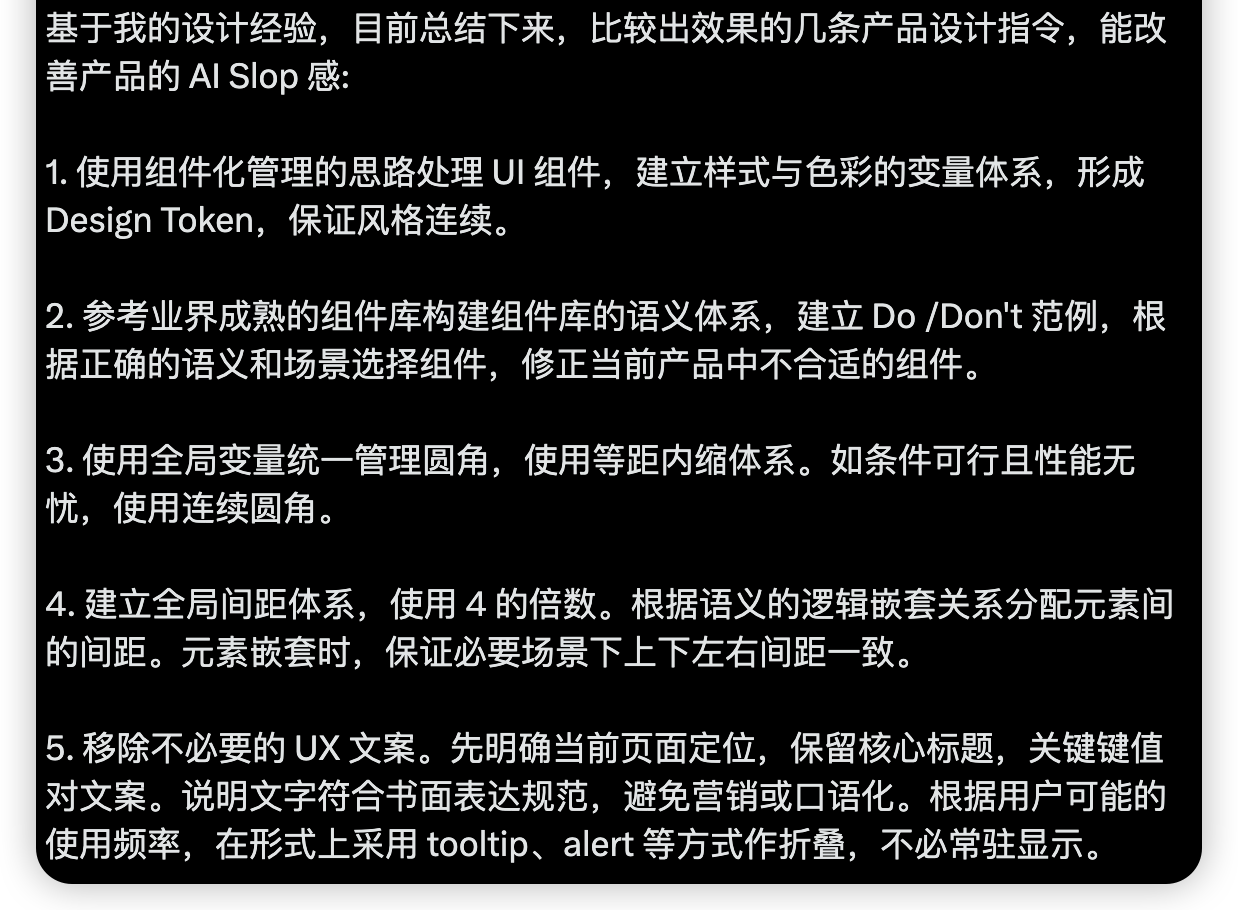 基于我的设计经验，目前总结下来，比较出效果的几条产品设计指令，能改
善产品的 AI Slop 感:
1. 使用组件化管理的思路处理 UI 组件，建立样式与色彩的变量体系，形成
Design Token，保证风格连续。
2. 参考业界成熟的组件库构建组件库的语义体系，建立 Do /Don't 范例，根
据正确的语义和场景选择组件，修正当前产品中不合适的组件。
3. 使用全局变量统一管理圆角，使用等距内缩体系。如条件可行且性能无
忧，使用连续圆角。
4. 建立全局间距体系，使用 4 的倍数。根据语义的逻辑嵌套关系分配元素间
的间距。元素嵌套时，保证必要场景下上下左右间距一致。
5. 移除不必要的 UX 文案。先明确当前页面定位，保留核心标题，关键键值
对文案。说明文字符合书面表达规范，避免营销或口语化。根据用户可能的
使用频率，在形式上采用 tooltip、alert 等方式作折叠，不必常驻显示。